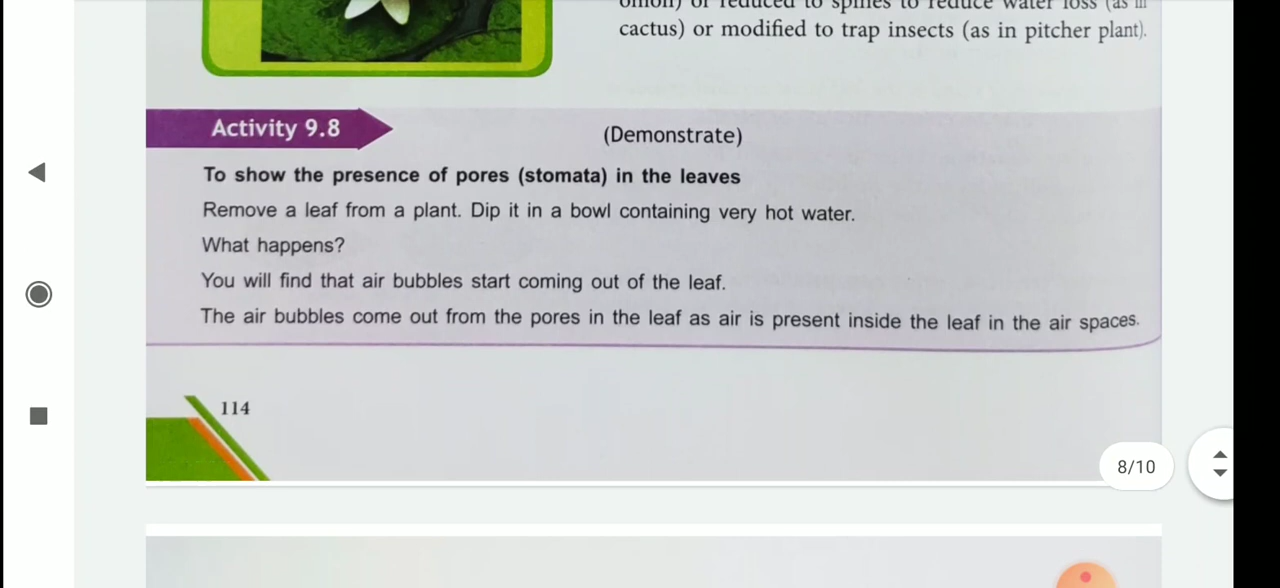 onion) or reduced to spines to reduce water loss (as in
cactus) or modified to trap insects (as in pitcher plant).
Activity 9.8
(Demonstrate)
To show the presence of pores (stomata) in the leaves
Remove a leaf from a plant. Dip it in a bowl containing very hot water.
What happens?
You will find that air bubbles start coming out of the leaf.
The air bubbles come out from the pores in the leaf as air is present inside the leaf in the air spaces.
114
8/10